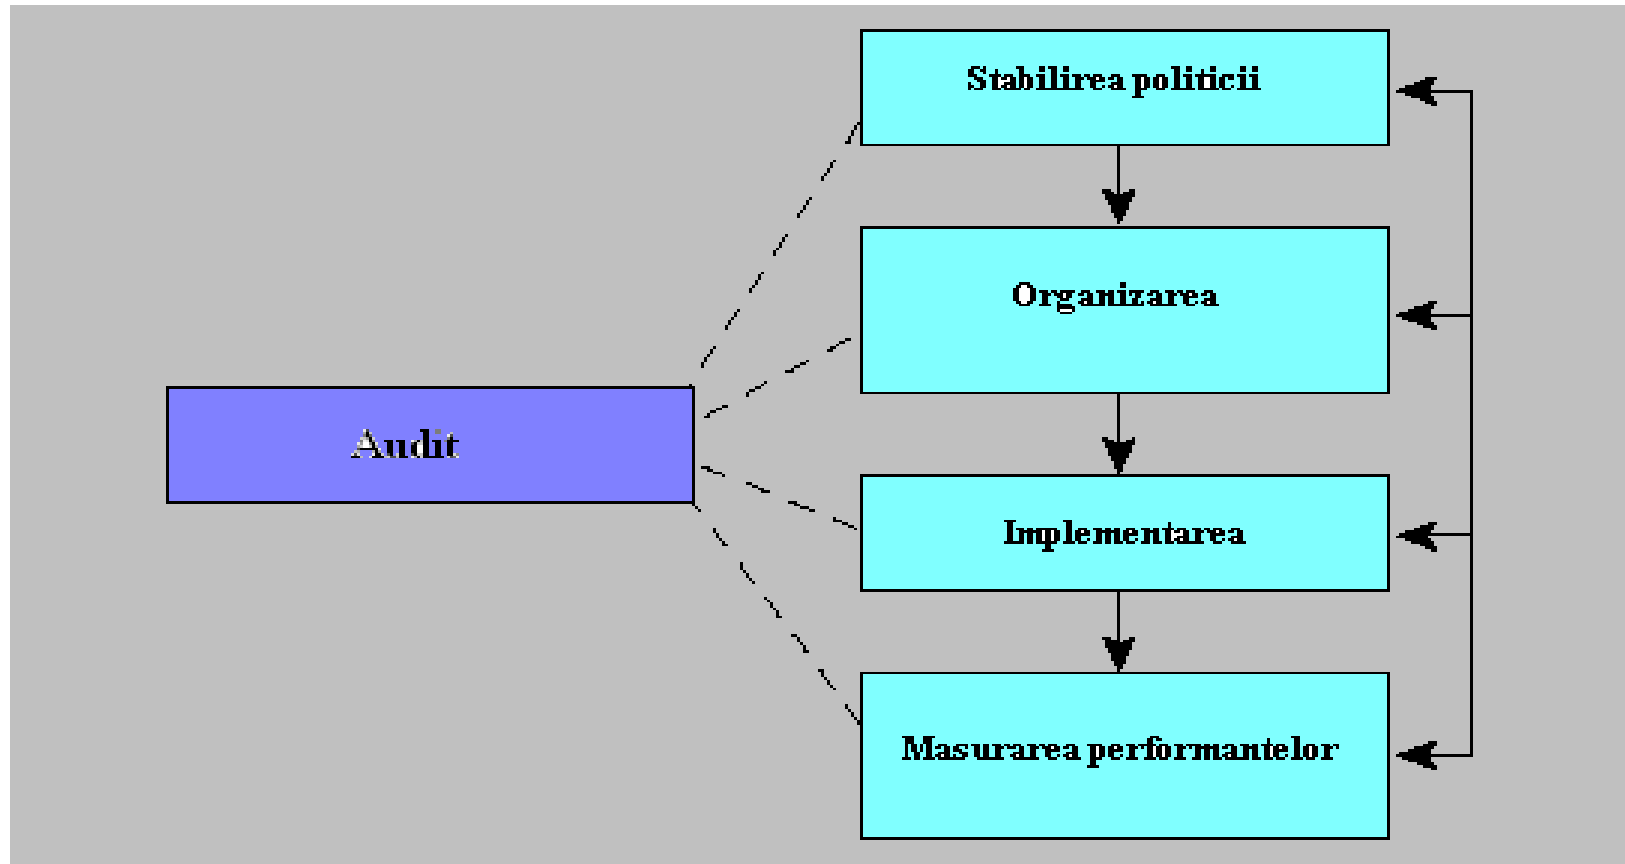 Stabilirea politicii
Organizarea
Audit
Implementarea
Masurarea performantelor